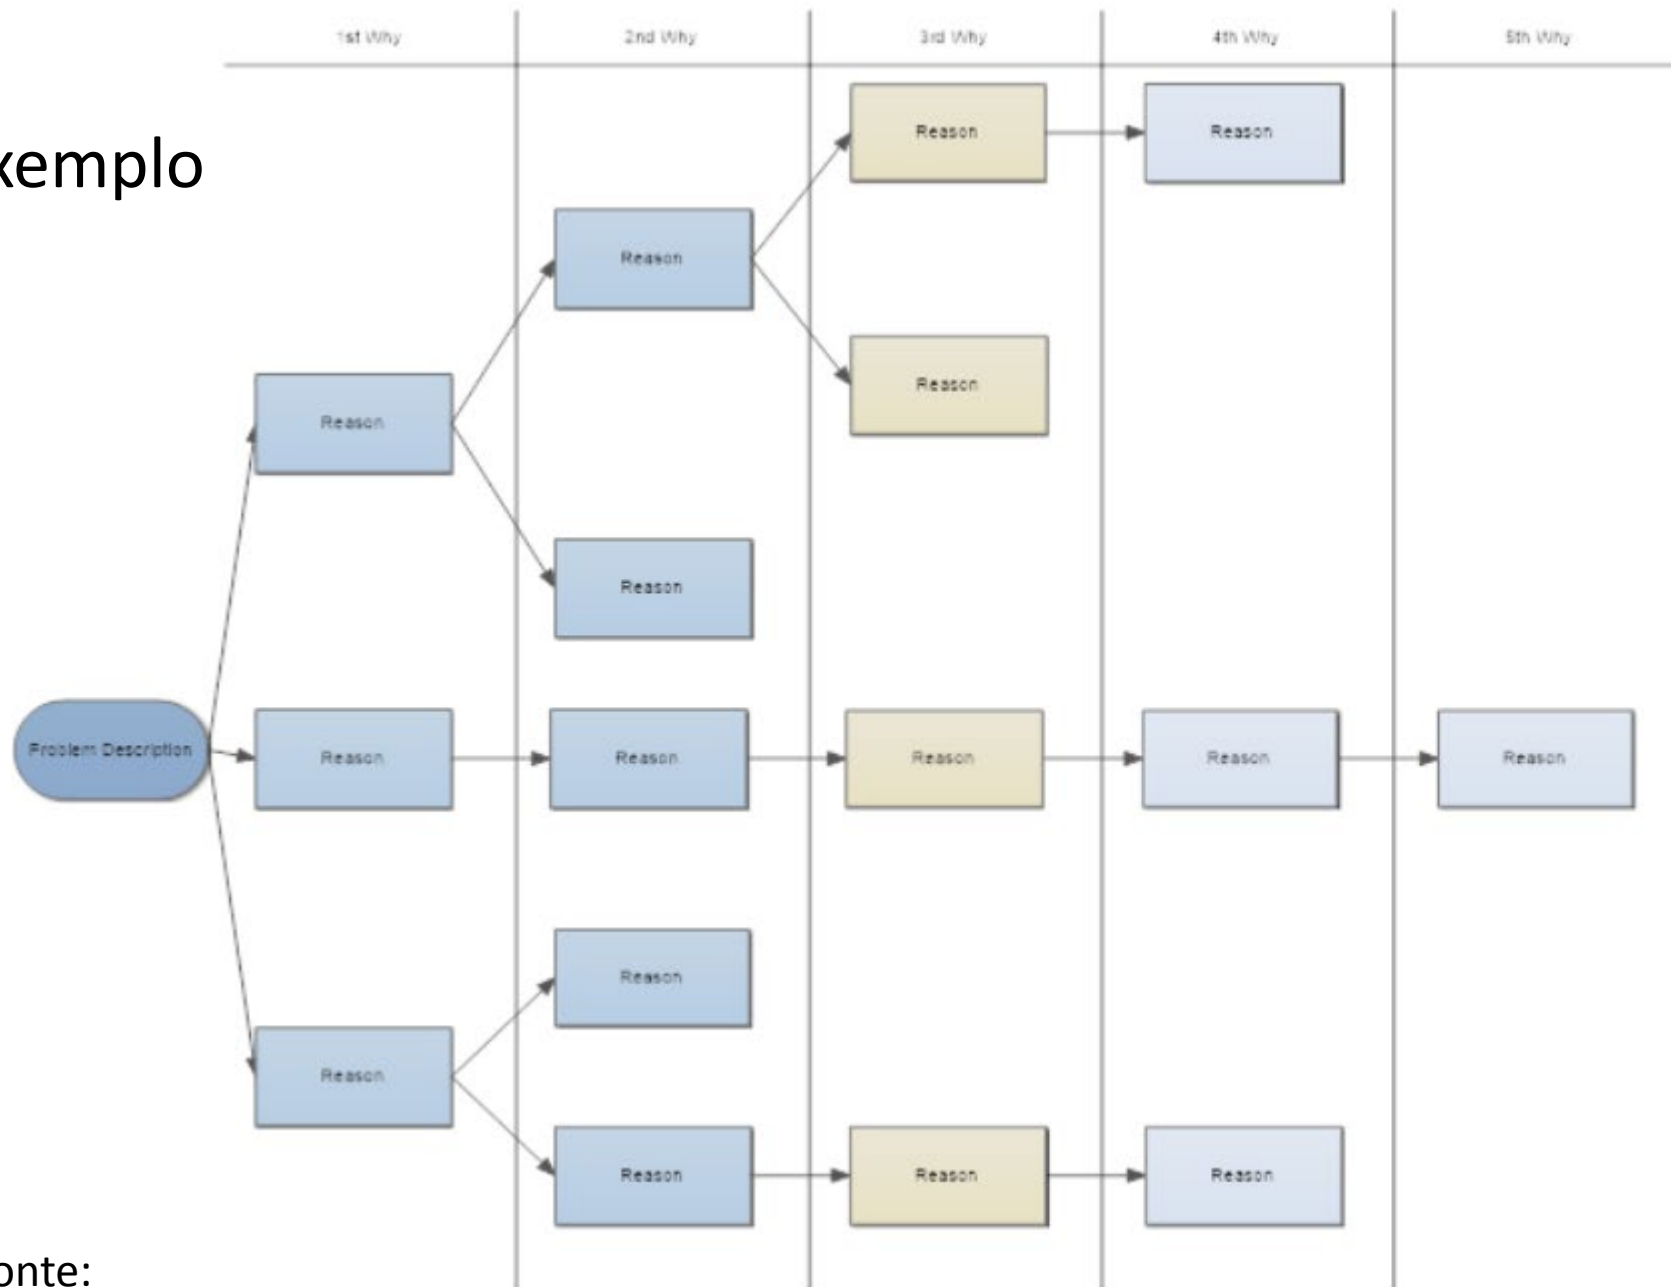 1st Why 2nd Why 3rd Why 4th Why 5th Why
xemplo
Reason Reason
Reason
Reason
Reason
Reason
Problem Description
Reason Reason Reason Reason Reason
Reason
Reason
Reason Reason Reason
onte: